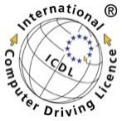 International
®
ICDL
Computer Driving Licence